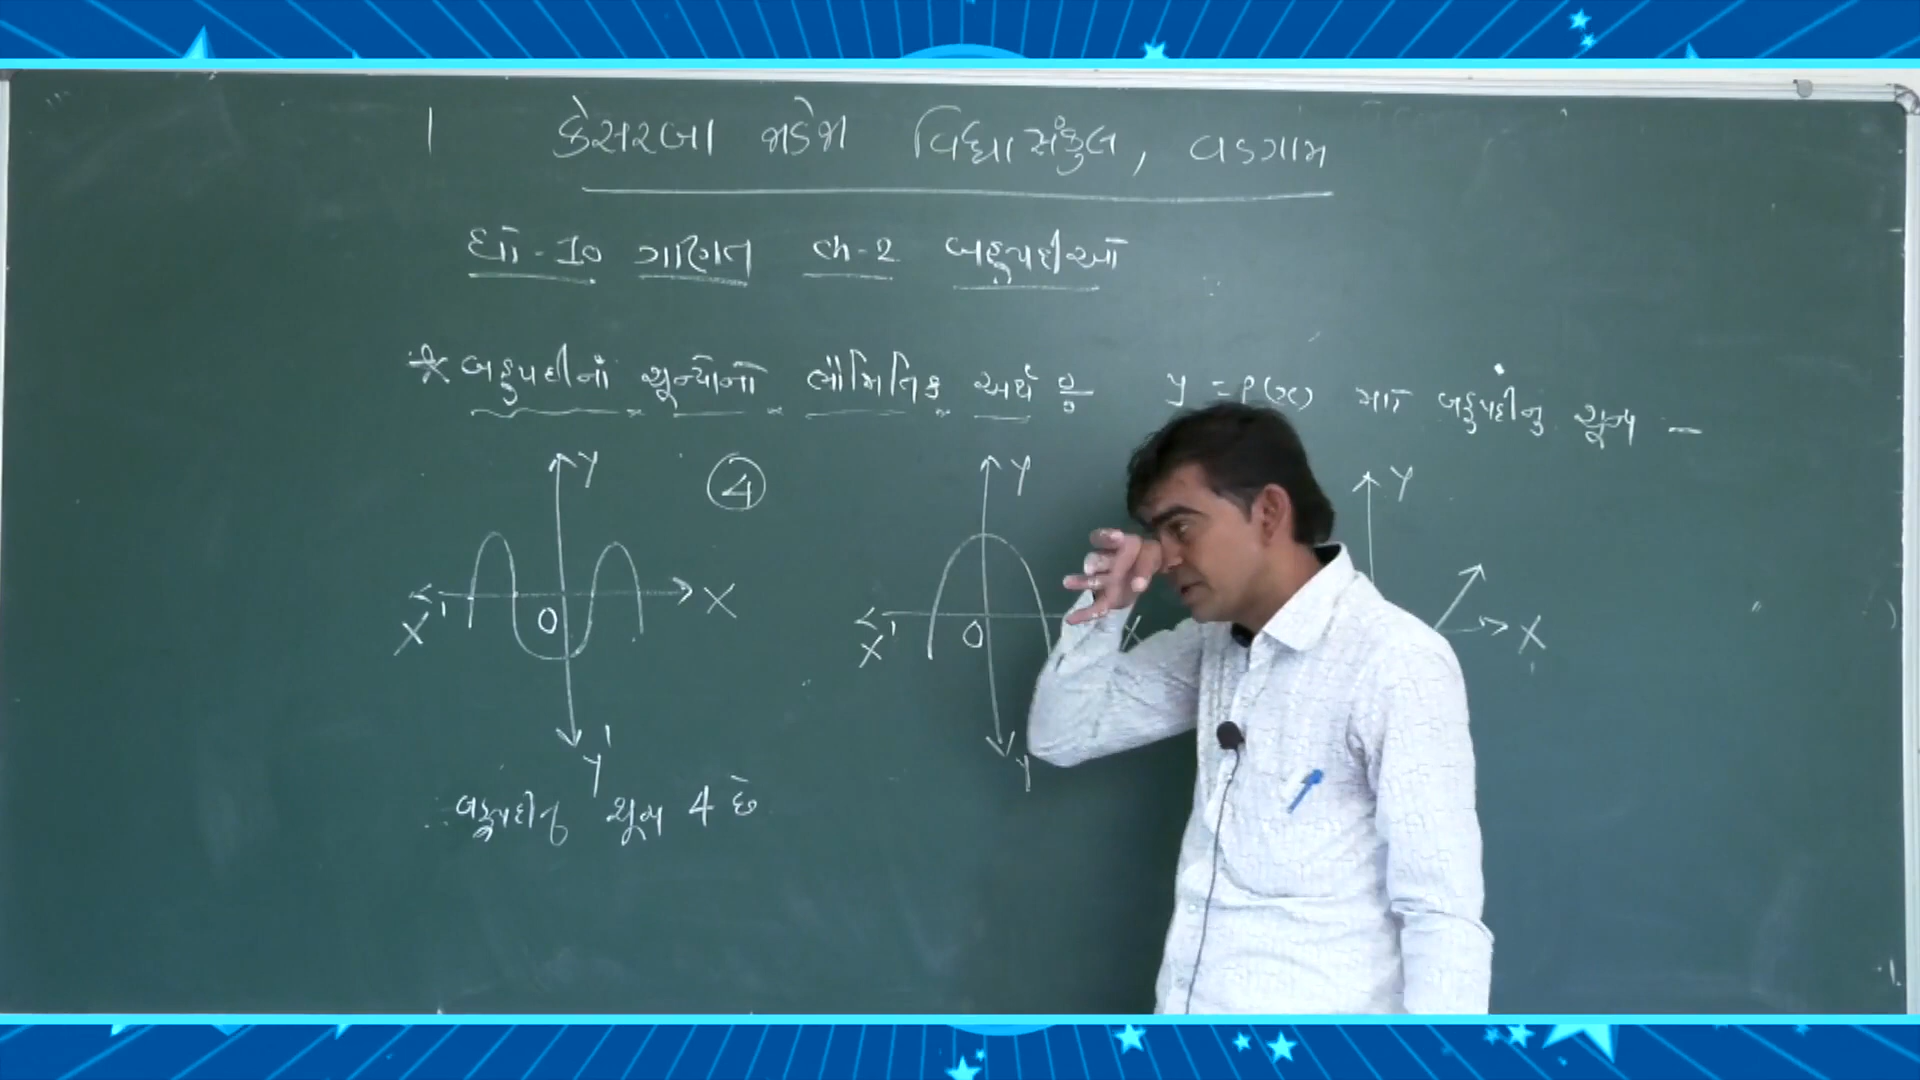 કેસરબા જાડેજા વિદ્યાસંકુલ, વડગામ
ધો-10 ગણિત ch-2 બહુપદીઓ
* બહુપદીનાં શૂન્યોનો ભૌમિતિક અર્થ : y = p(x) માટે બહુપદીનુ શૂન્ય –
Y 4 Y Y
X' O X X' O X X
Y' Y
∴ બહુપદીનુ શૂન્ય 4 છે